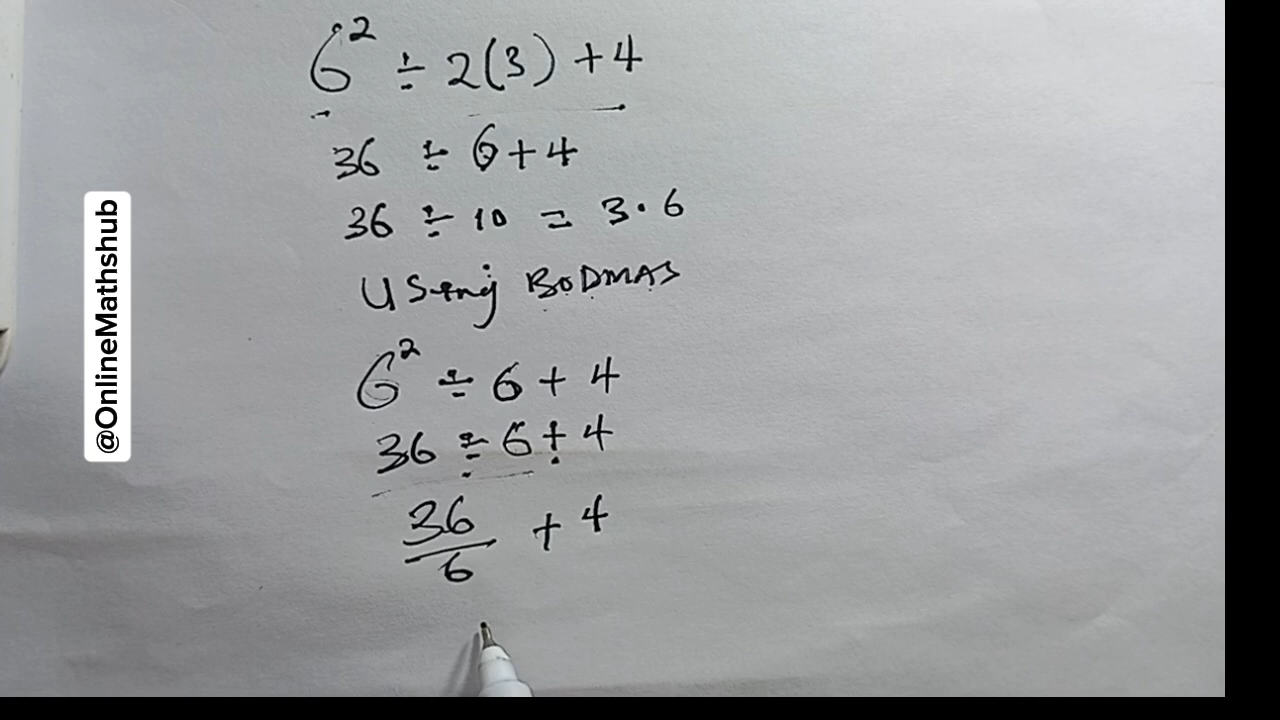 6² ÷ 2(3) + 4
36 ÷ 6 + 4
36 ÷ 10 = 3.6
Using BODMAS
6² ÷ 6 + 4
36 ÷ 6 + 4
36/6 + 4
@OnlineMathshub